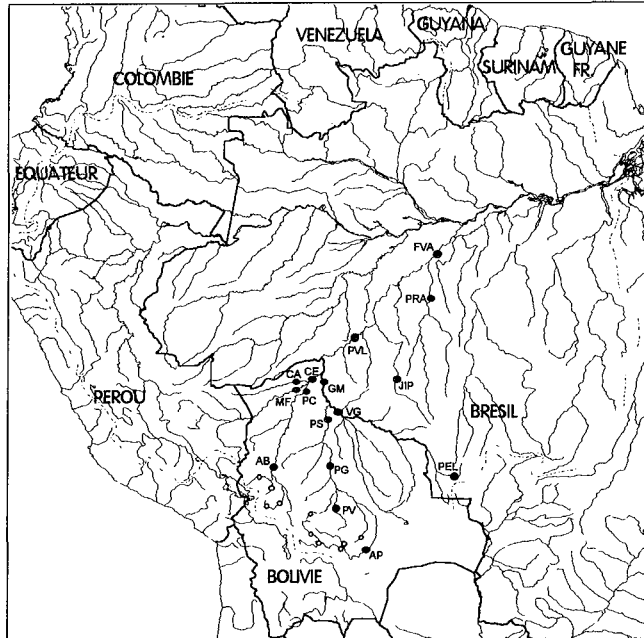 VENEZUELA
GUYANA
SURINAM
GUYANE
FR.
COLOMBIE
EQUATEUR
FVA
PRA
PVL
CA
CE
GM
JIP
PEROU
MF
PC
VG
BRESIL
PS
AB
PG
PEL
PV
AP
BOLIVIE